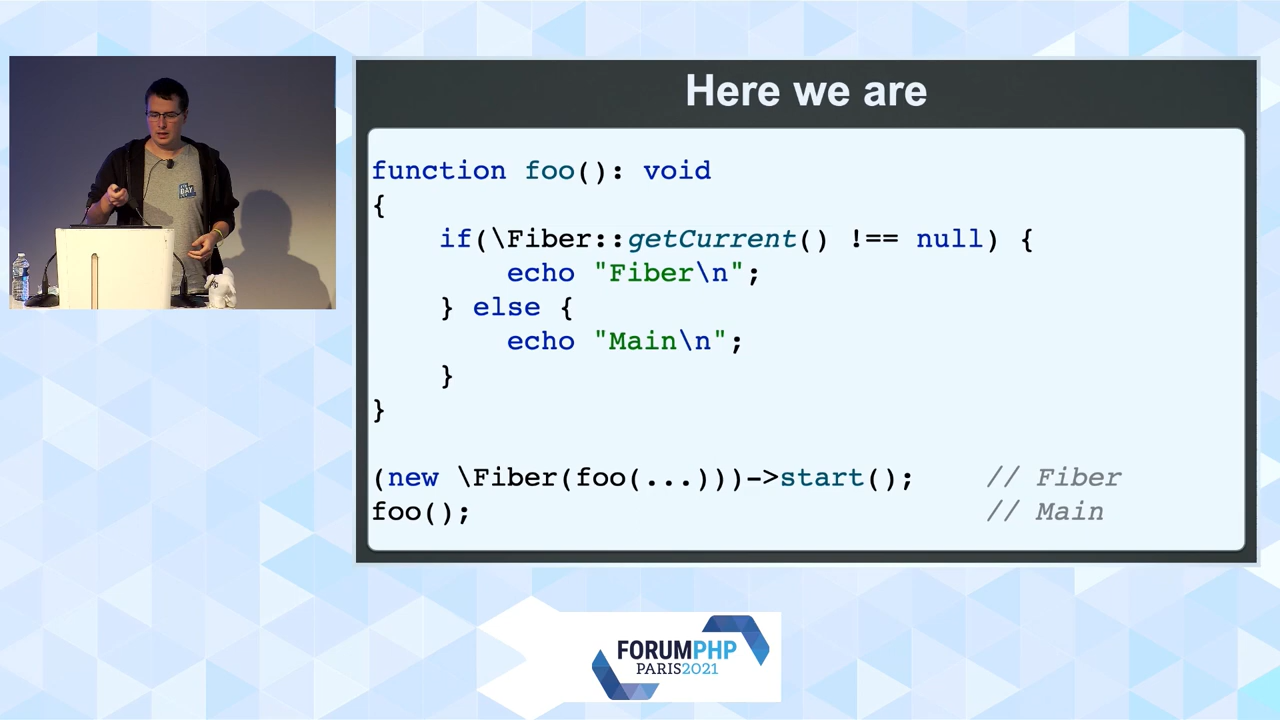 Here we are
function foo(): void
{
    if(\Fiber::getCurrent() !== null) {
        echo "Fiber\n";
    } else {
        echo "Main\n";
    }
}
(new \Fiber(foo(...)))->start();    // Fiber
foo();                              // Main
BAY
FORUMPHP
PARIS2021